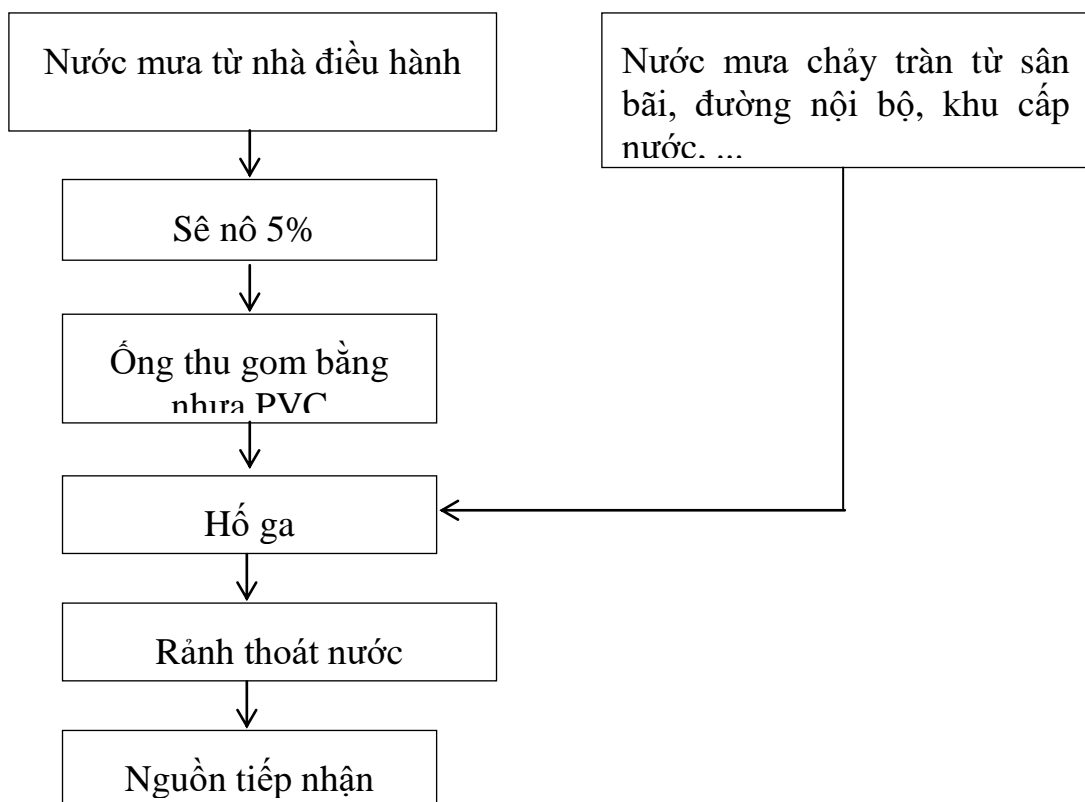 Nước mưa từ nhà điều hành
Nước mưa chảy tràn từ sân
bãi, đường nội bộ, khu cấp
nước, ...
Sê nô 5%
Ống thu gom bằng
nhựa PVC
Hố ga
Rảnh thoát nước
Nguồn tiếp nhận